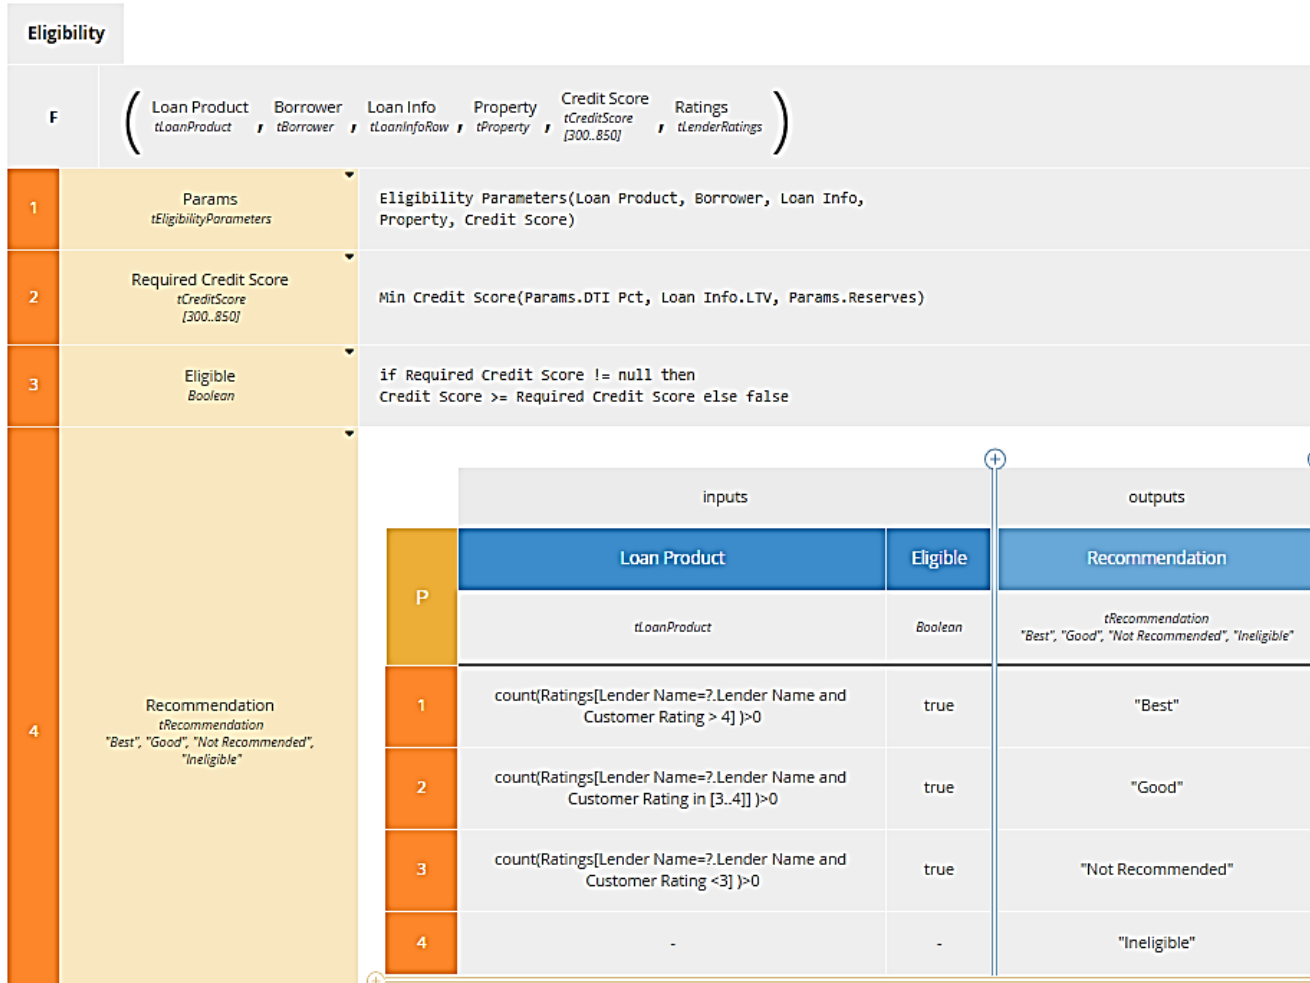 Eligibility
F
( Loan Product , Borrower , Loan Info , Property , Credit Score , Ratings )
tLoanProduct tBorrower tLoanInfoRow tProperty tCreditScore tLenderRatings
[300..850]
1
Params
tEligibilityParameters
Eligibility Parameters(Loan Product, Borrower, Loan Info,
Property, Credit Score)
2
Required Credit Score
tCreditScore
[300..850]
Min Credit Score(Params.DTI Pct, Loan Info.LTV, Params.Reserves)
3
Eligible
Boolean
if Required Credit Score != null then
Credit Score >= Required Credit Score else false
4
Recommendation
tRecommendation
"Best", "Good", "Not Recommended",
"Ineligible"
inputs
outputs
P
Loan Product
Eligible
Recommendation
tLoanProduct
Boolean
tRecommendation
"Best", "Good", "Not Recommended", "Ineligible"
1
count(Ratings[Lender Name=?.Lender Name and
Customer Rating > 4] )>0
true
"Best"
2
count(Ratings[Lender Name=?.Lender Name and
Customer Rating in [3..4]] )>0
true
"Good"
3
count(Ratings[Lender Name=?.Lender Name and
Customer Rating <3] )>0
true
"Not Recommended"
4
-
-
"Ineligible"